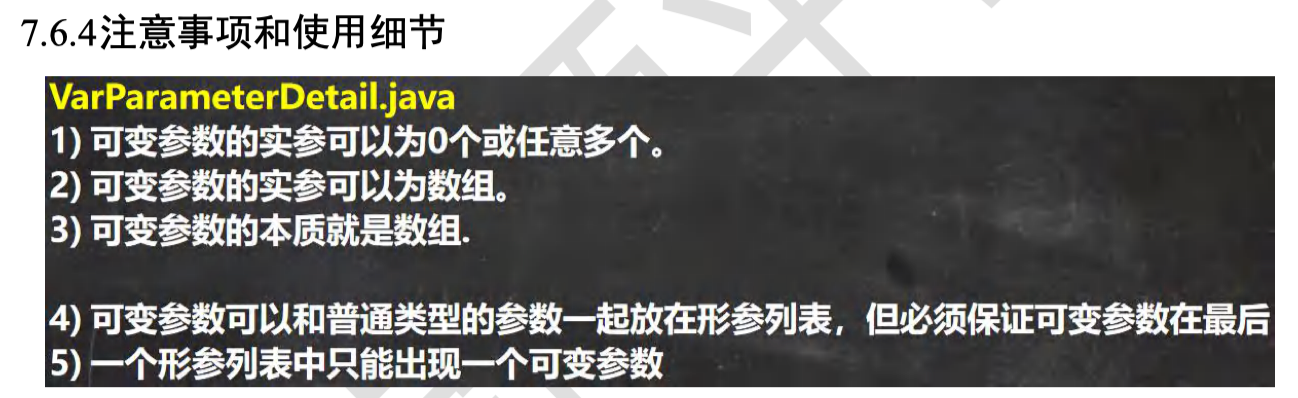 7.6.4注意事项和使用细节
VarParameterDetail.java
1) 可变参数的实参可以为0个或任意多个。
2) 可变参数的实参可以为数组。
3) 可变参数的本质就是数组.
4) 可变参数可以和普通类型的参数一起放在形参列表，但必须保证可变参数在最后
5) 一个形参列表中只能出现一个可变参数